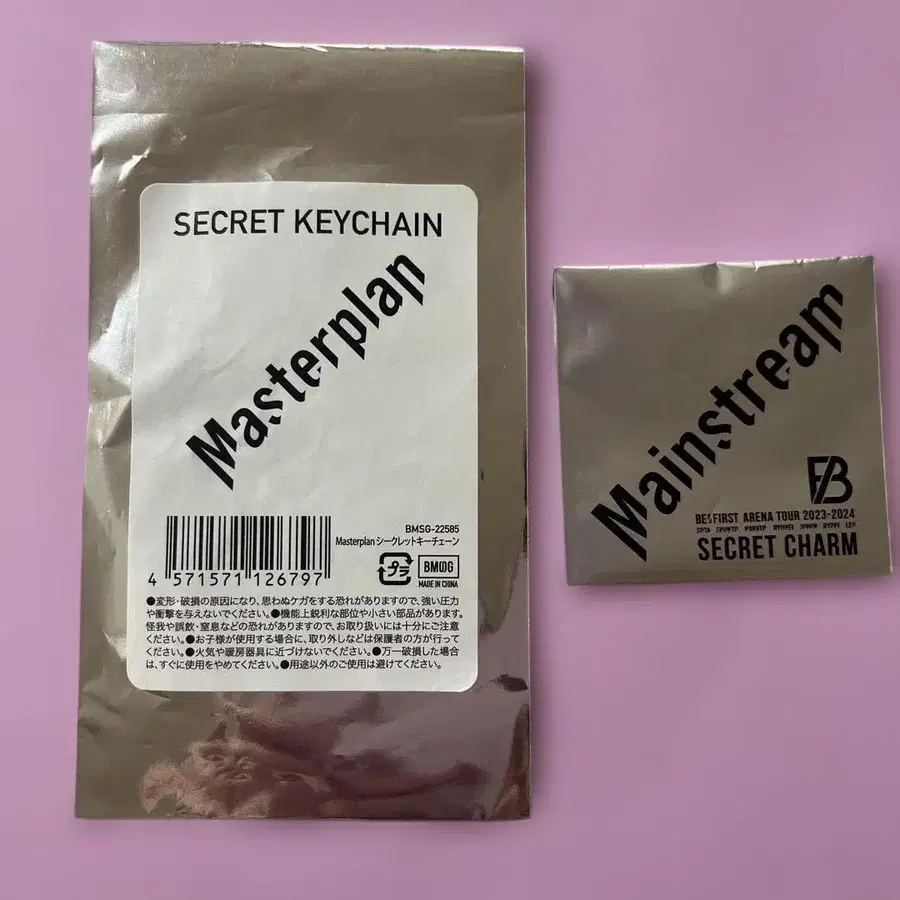 SECRET KEYCHAIN
Masterplan
BMSG-22585
Masterplan シークレットキーチェーン
4 571571 126797
プラ
BMSG
MADE IN CHINA
●変形・破損の原因になり、思わぬケガをする恐れがありますので、強い圧力
や衝撃を与えないでください。●機能上鋭利な部位や小さい部品があります。
怪我や誤飲・窒息などの恐れがありますので、お取り扱いには十分にご注意
ください。●お子様が使用する場合に、取り外しなどは保護者の方が行って
ください。●火気や暖房器具に近づけないでください。●万一破損した場合
は、すぐに使用をやめてください。●用途以外のご使用は避けてください。
Mainstream
BE:FIRST ARENA TOUR 2023-2024
SOTA SHUNTO MANATO RYUHEI JUNON RYOKI LEO
SECRET CHARM